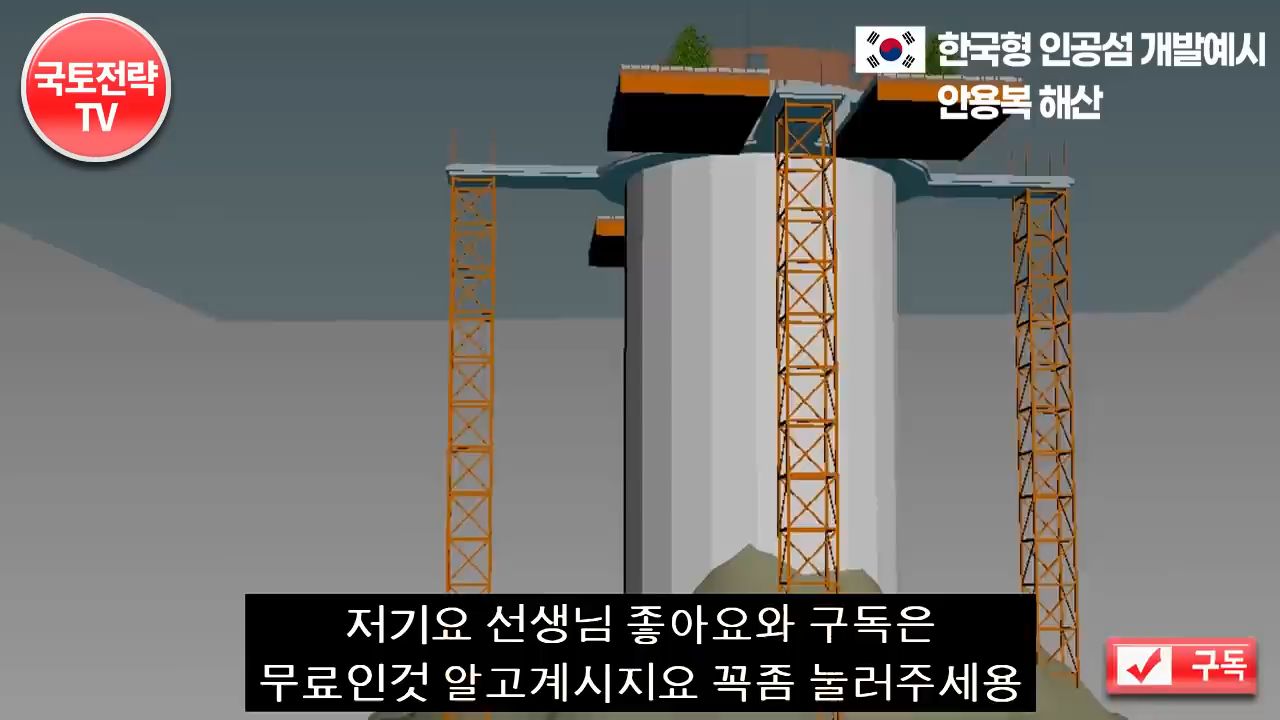 국토전략
TV
한국형 인공섬 개발예시
안용복 해산
저기요 선생님 좋아요와 구독은
무료인것 알고계시지요 꼭좀 눌러주세용
구독